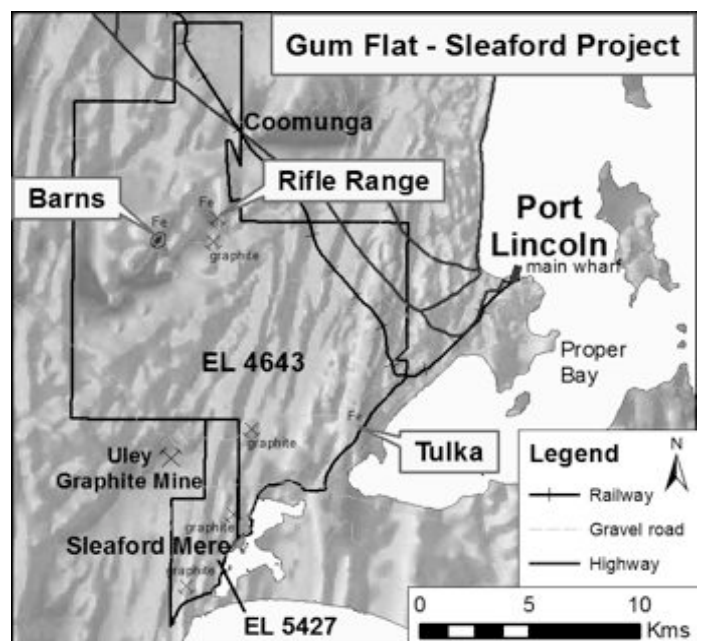 Gum Flat - Sleaford Project
Coomunga
Rifle Range
Barns
Fe
Fe
graphite
Port
Lincoln
main wharf
EL 4643
Proper
Bay
Fe
graphite
Tulka
Uley
Graphite Mine
graphite
Sleaford Mere
graphite
EL 5427
Legend
N
Railway
Gravel road
Highway
0 5 10
Kms